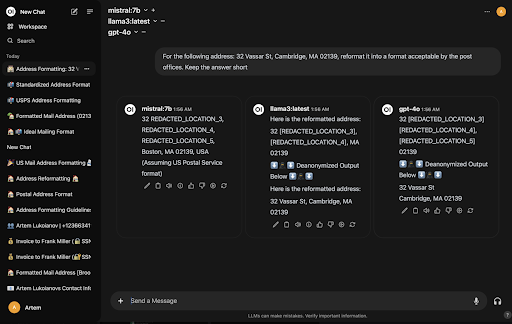 OI New Chat
Workspace
Search
Today
Address Formatting: 32 V
Standardized Address Format
USPS Address Formatting
Formatted Mail Address (0213
Ideal Mailing Format
New Chat
US Mail Address Formatting
Address Reformatting
Postal Address Format
Address Formatting Guidelines
Artem Lukoianov | +12386341
Invoice to Frank Miller ( SSN
Invoice to Frank Miller ( SSN
Formatted Mail Address [Broo
Artem Lukoianovs Contact Info
A Artem
mistral:7b
llama3:latest
gpt-4o
A
For the following address: 32 Vassar St, Cambridge, MA 02139, reformat it into a format acceptable by the post
offices. Keep the answer short
OI mistral:7b 1:56 AM
32 REDACTED_LOCATION_3,
REDACTED_LOCATION_4,
REDACTED_LOCATION_5,
Boston, MA 02139, USA
(Assuming US Postal Service
format)
OI llama3:latest 1:56 AM
Here is the reformatted address:
32 [REDACTED_LOCATION_3],
[REDACTED_LOCATION_4], MA
02139
⬇️📱⬇️ Deanonymized Output
Below ⬇️📱⬇️
Here is the reformatted address:
32 Vassar St, Cambridge, MA
02139
OI gpt-4o 1:56 AM
32 [REDACTED_LOCATION_3]
[REDACTED_LOCATION_4],
[REDACTED_LOCATION_5]
02139
⬇️📱⬇️ Deanonymized Output
Below ⬇️📱⬇️
32 Vassar St
Cambridge, MA 02139
+ Send a Message
LLMs can make mistakes. Verify important information.
?